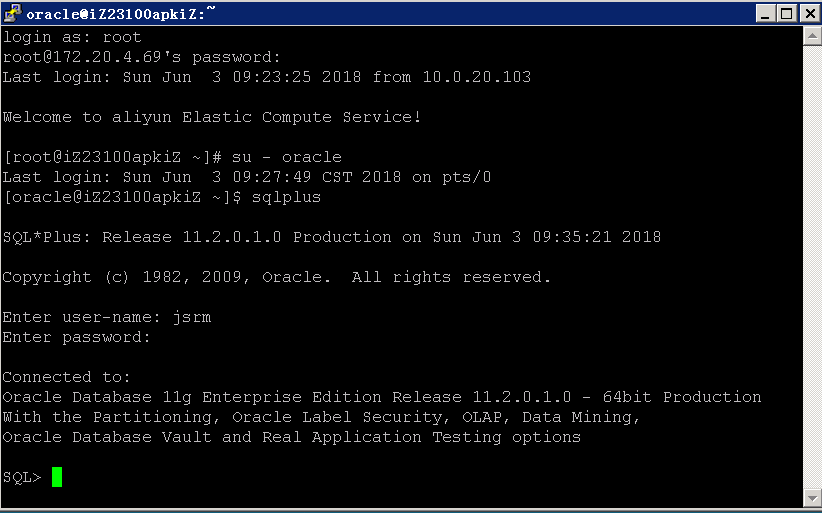 oracle@iZ23100apkiZ:~
login as: root
root@172.20.4.69's password:
Last login: Sun Jun  3 09:23:25 2018 from 10.0.20.103
Welcome to aliyun Elastic Compute Service!
[root@iZ23100apkiZ ~]# su - oracle
Last login: Sun Jun  3 09:27:49 CST 2018 on pts/0
[oracle@iZ23100apkiZ ~]$ sqlplus
SQL*Plus: Release 11.2.0.1.0 Production on Sun Jun 3 09:35:21 2018
Copyright (c) 1982, 2009, Oracle.  All rights reserved.
Enter user-name: jsrm
Enter password:
Connected to:
Oracle Database 11g Enterprise Edition Release 11.2.0.1.0 - 64bit Production
With the Partitioning, Oracle Label Security, OLAP, Data Mining,
Oracle Database Vault and Real Application Testing options
SQL>